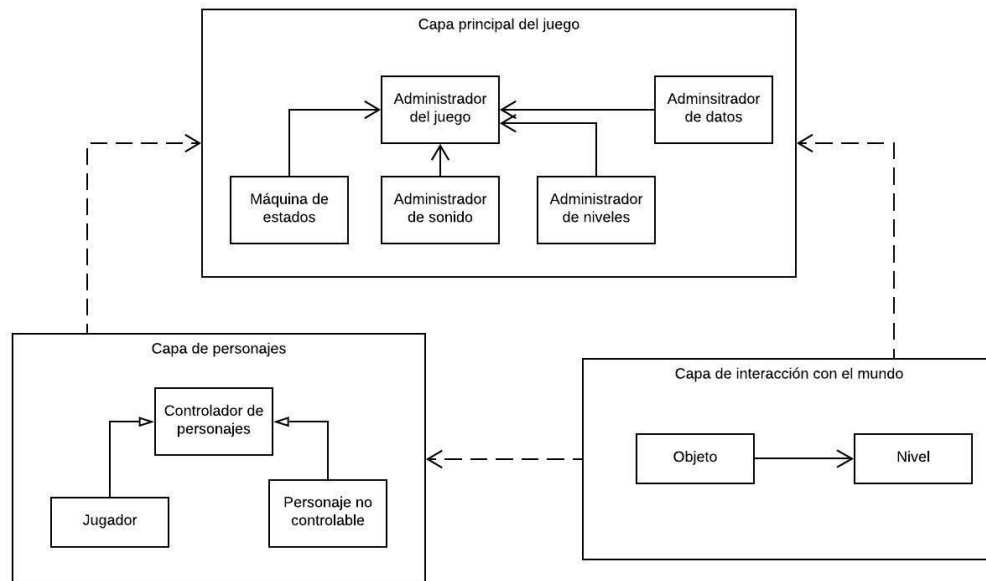 Capa principal del juego
Administrador
del juego
Adminsitrador
de datos
Máquina de
estados
Administrador
de sonido
Administrador
de niveles
Capa de personajes
Controlador de
personajes
Jugador
Personaje no
controlable
Capa de interacción con el mundo
Objeto
Nivel